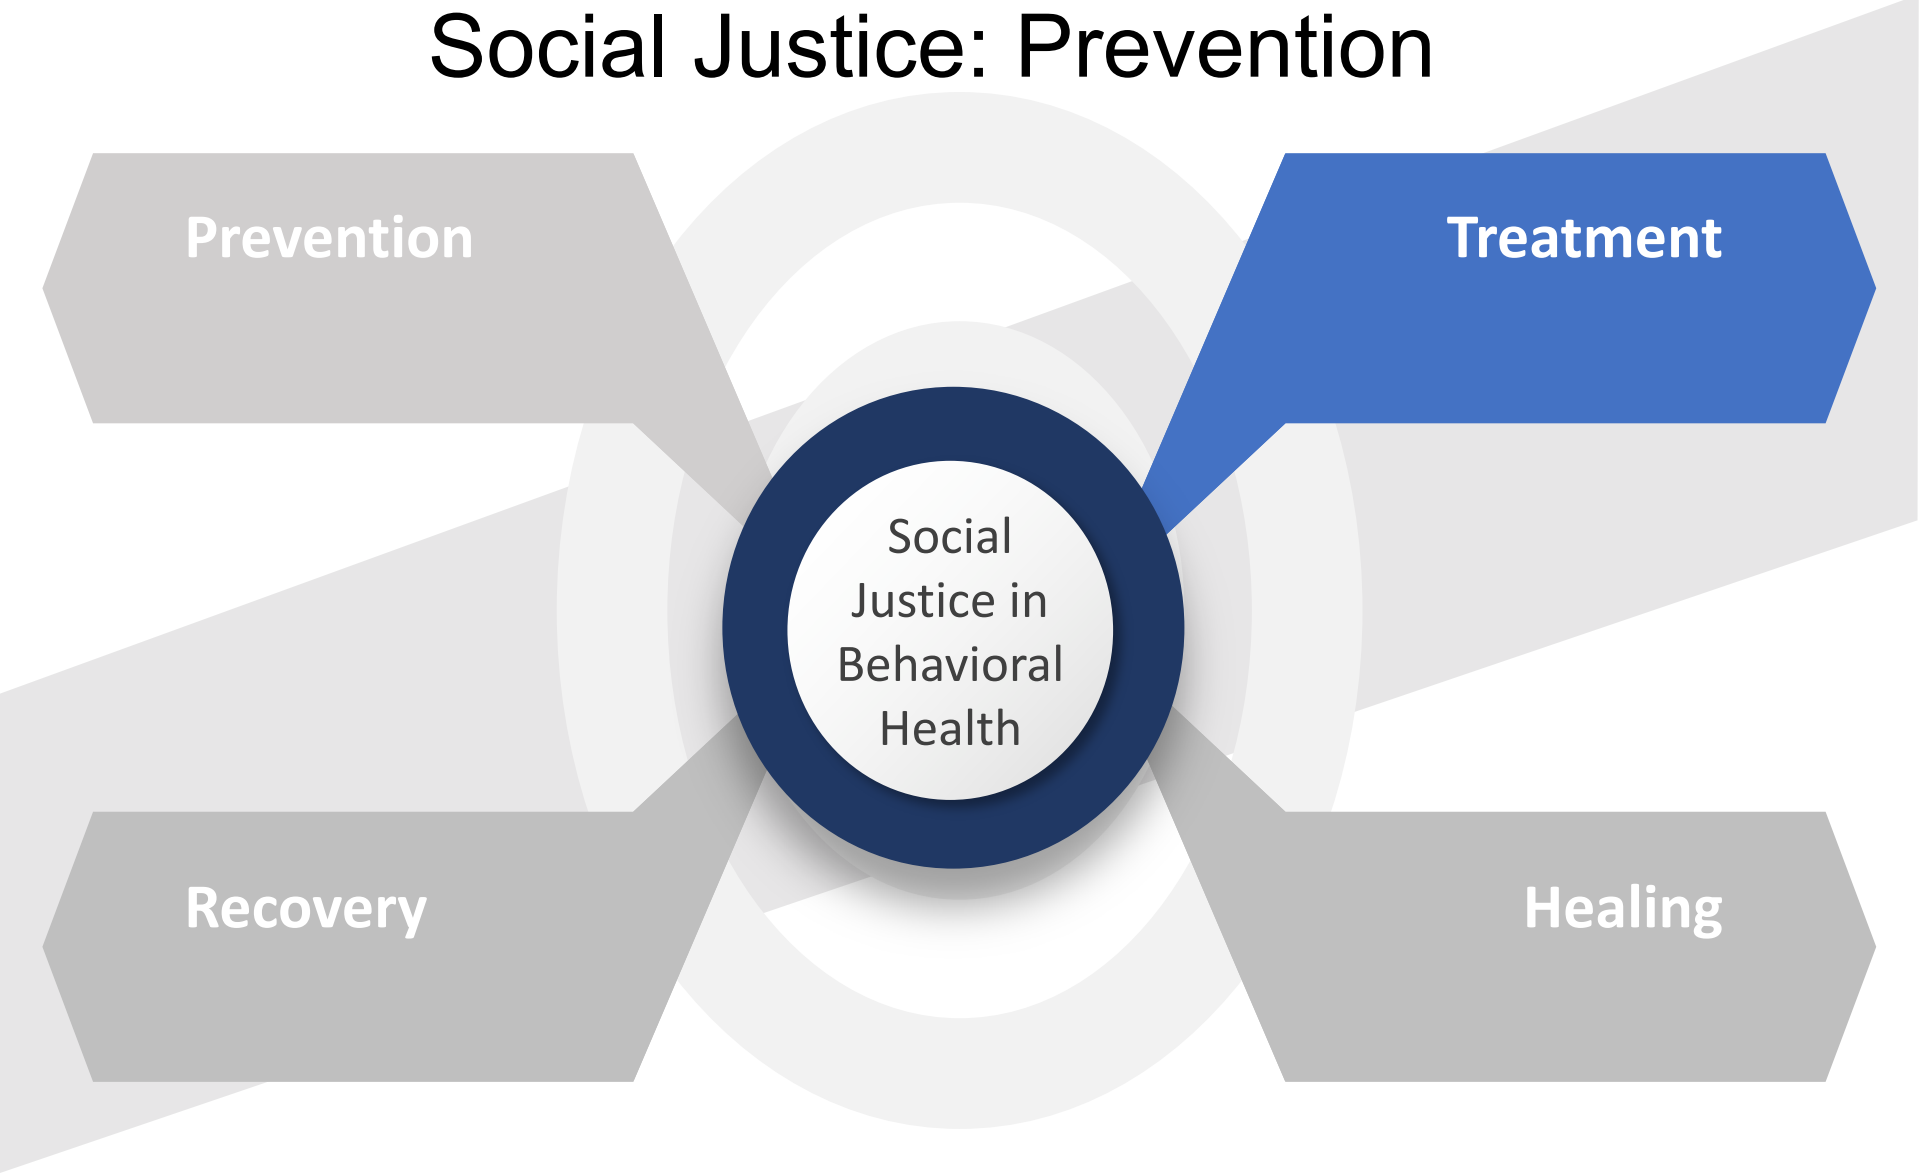 Social Justice: Prevention
Prevention
Treatment
Social
Justice in
Behavioral
Health
Recovery
Healing